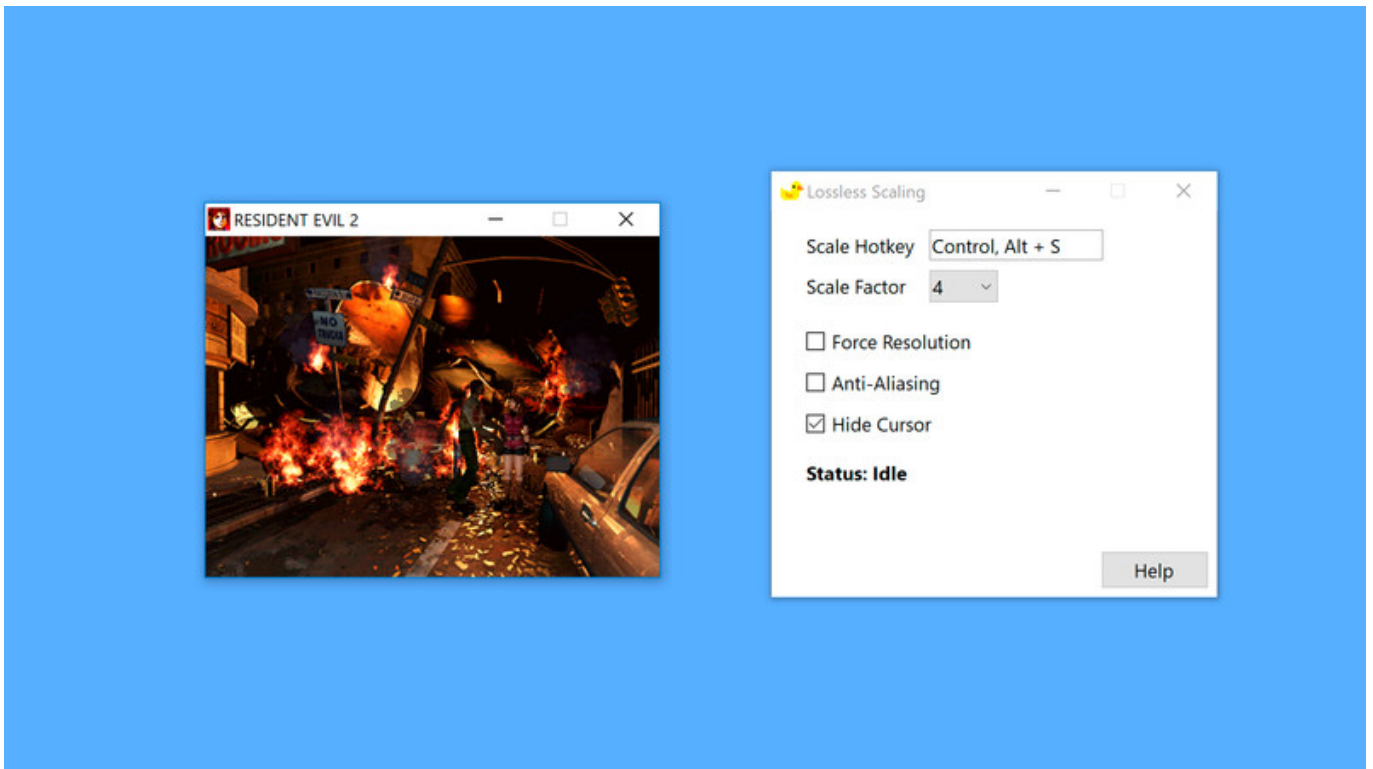 RESIDENT EVIL 2
NO
Lossless Scaling
Scale Hotkey Control, Alt + S
Scale Factor 4
Force Resolution
Anti-Aliasing
Hide Cursor
Status: Idle
Help